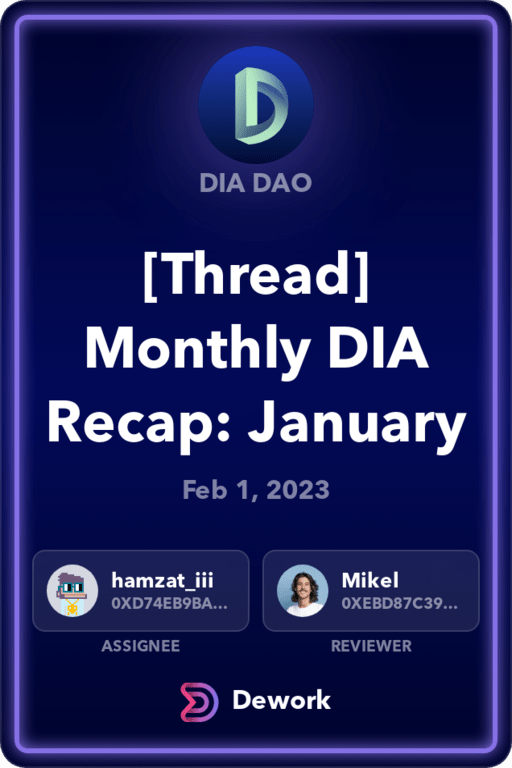 DIA DAO
[Thread]
Monthly DIA
Recap: January
Feb 1, 2023
hamzat_iii
0XD74EB9BA...
ASSIGNEE
Mikel
0XEBD87C39...
REVIEWER
Dework